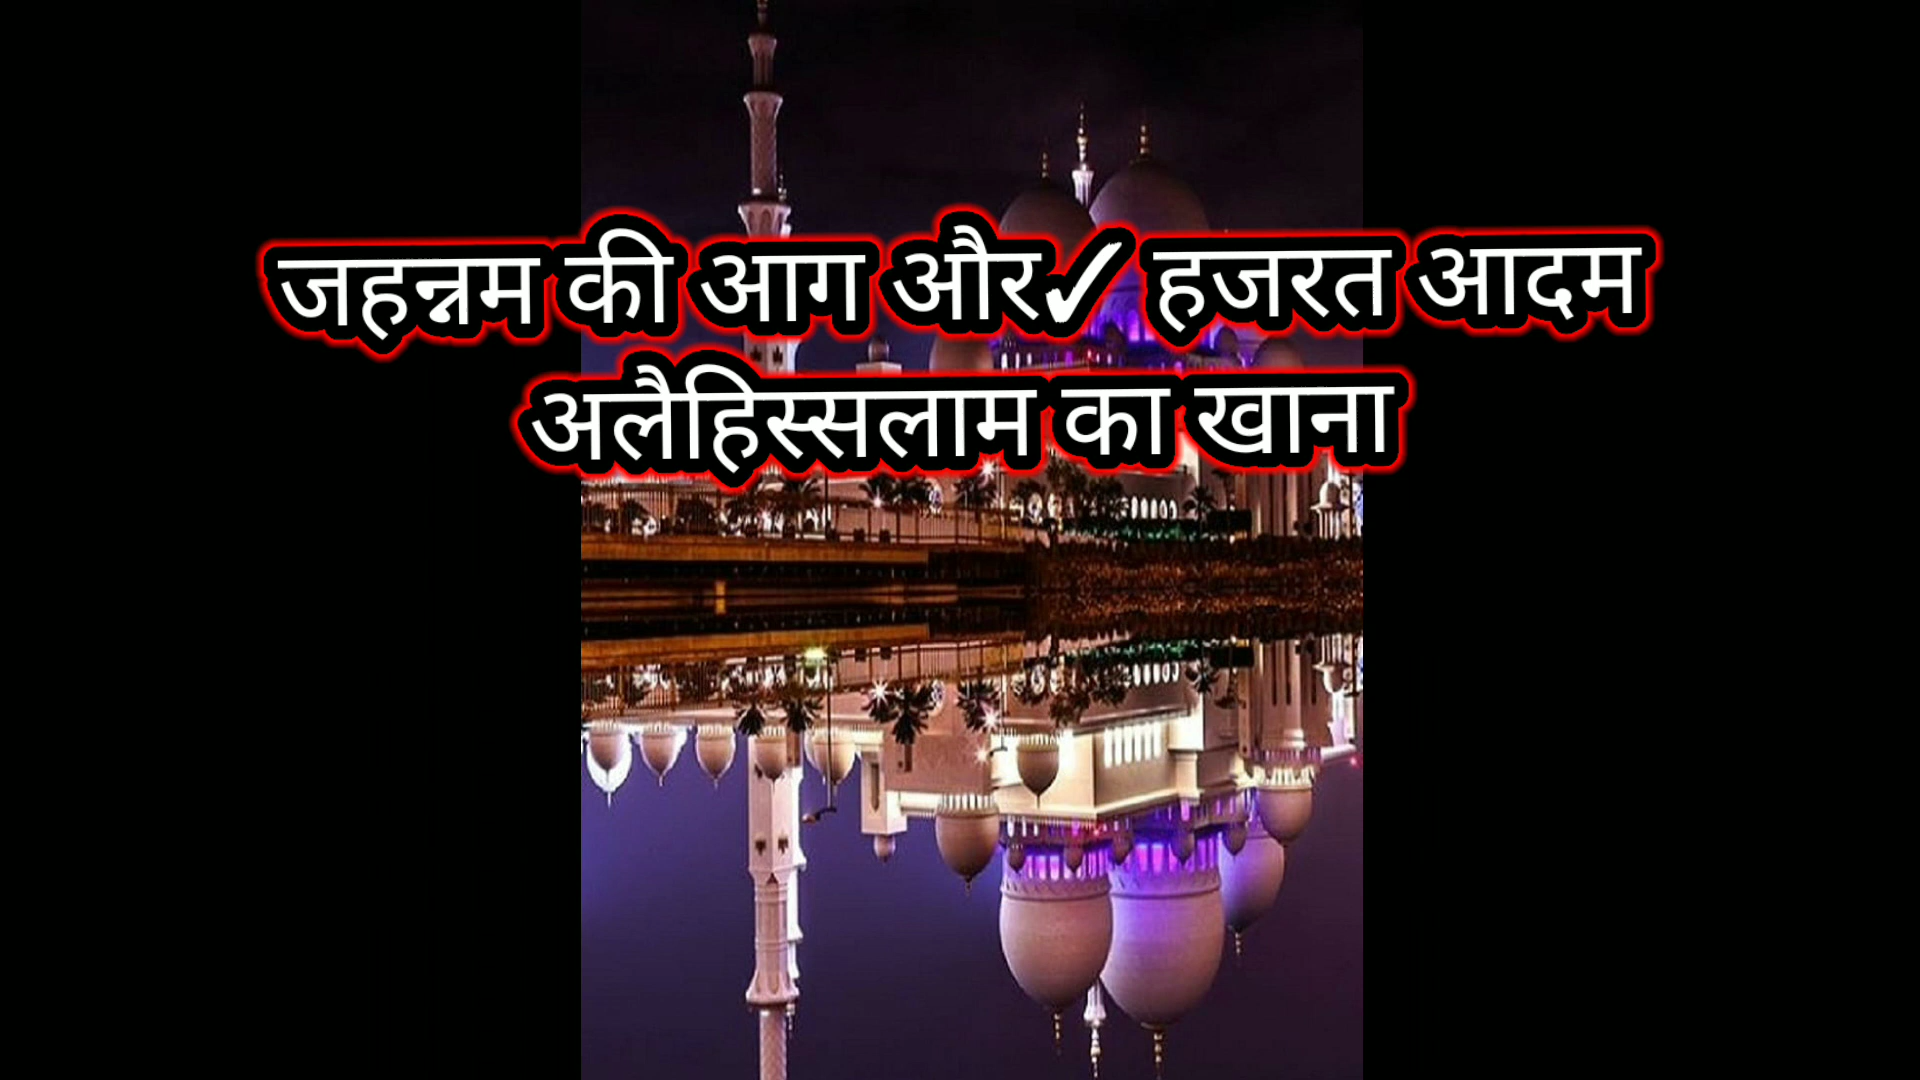 जहन्नम की आग और✓ हजरत आदम
अलैहिस्सलाम का खाना